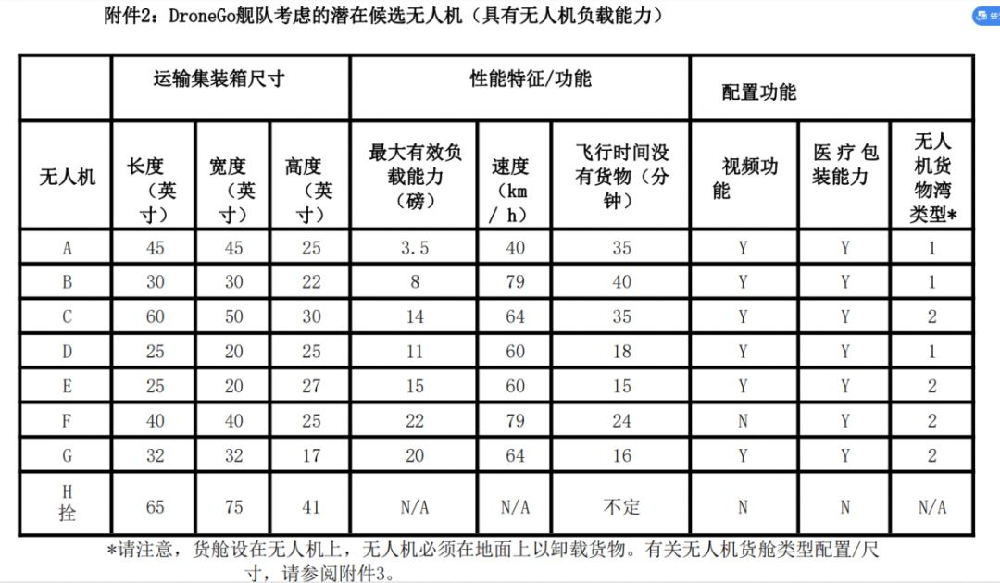 附件2：DroneGo舰队考虑的潜在候选无人机（具有无人机负载能力）
运输集装箱尺寸 性能特征/功能 配置功能
无人机 长度（英寸） 宽度（英寸） 高度（英寸） 最大有效负载能力（磅） 速度（km/ h） 飞行时间没有货物（分钟） 视频功能 医疗包装能力 无人机货物湾类型*
A 45 45 25 3.5 40 35 Y Y 1
B 30 30 22 8 79 40 Y Y 1
C 60 50 30 14 64 35 Y Y 2
D 25 20 25 11 60 18 Y Y 1
E 25 20 27 15 60 15 Y Y 2
F 40 40 25 22 79 24 N Y 2
G 32 32 17 20 64 16 Y Y 2
H拴 65 75 41 N/A N/A 不定 N N N/A
*请注意，货舱设在无人机上，无人机必须在地面上以卸载货物。有关无人机货舱类型配置/尺
寸，请参阅附件3。